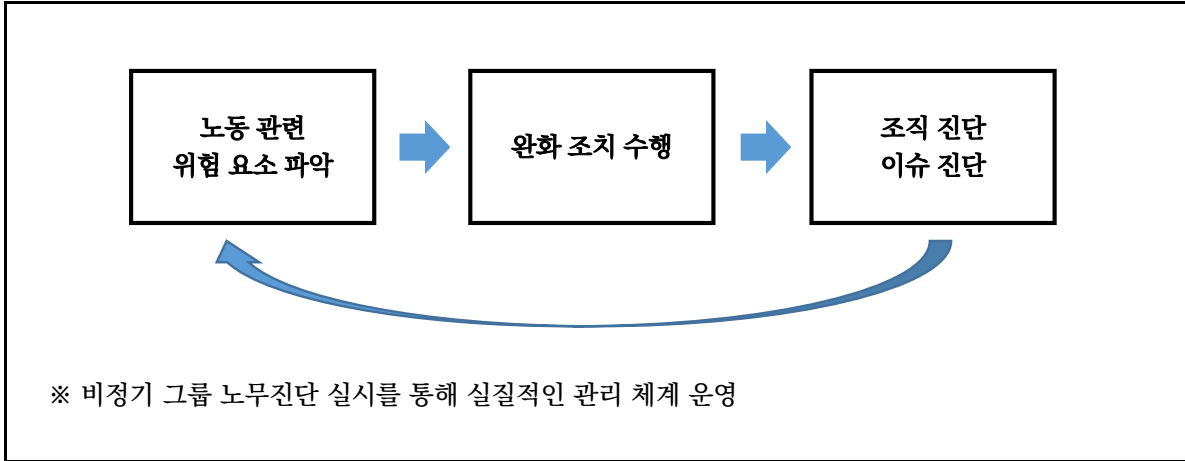 노동 관련
위험 요소 파악
완화 조치 수행
조직 진단
이슈 진단
※ 비정기 그룹 노무진단 실시를 통해 실질적인 관리 체계 운영